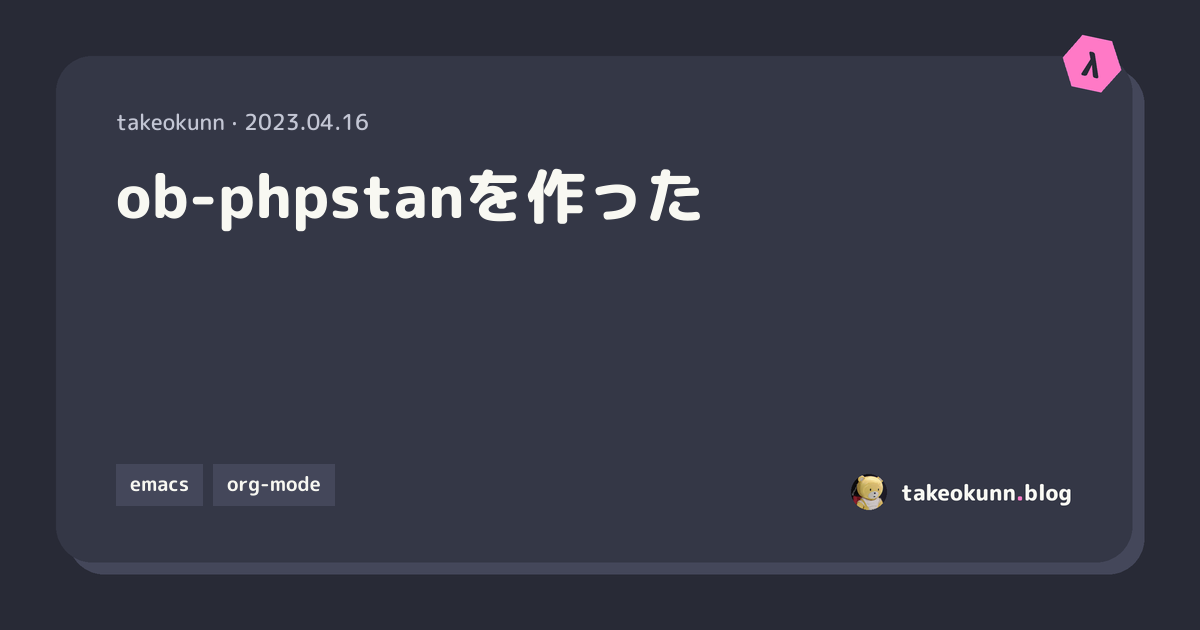 λ
takeokunn · 2023.04.16
ob-phpstanを作った
emacs
org-mode
takeokunn.blog